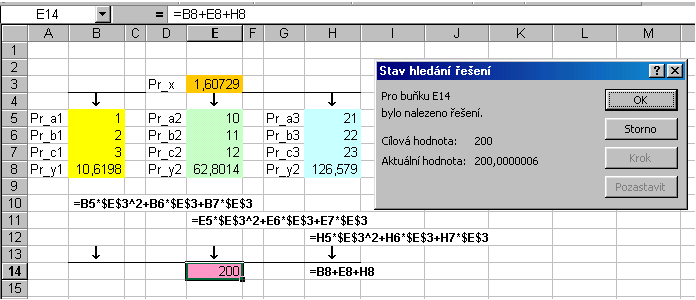 E14 = =B8+E8+H8
A B C D E F G H I J K L
1
2
3 Pr_x 1,60729
4
5 Pr_a1 1 Pr_a2 10 Pr_a3 21
6 Pr_b1 2 Pr_b2 11 Pr_b3 22
7 Pr_c1 3 Pr_c2 12 Pr_c3 23
8 Pr_y1 10,6198 Pr_y2 62,8014 Pr_y2 126,579
9
10 =B5*$E$3^2+B6*$E$3+B7*$E$3
11 =E5*$E$3^2+E6*$E$3+E7*$E$3
12 =H5*$E$3^2+H6*$E$3+H7*$E$3
13
14 200 =B8+E8+H8
15
Stav hledání řešení
Pro buňku E14
bylo nalezeno řešení.
Cílová hodnota: 200
Aktuální hodnota: 200,0000006
OK
Storno
Krok
Pozastavit